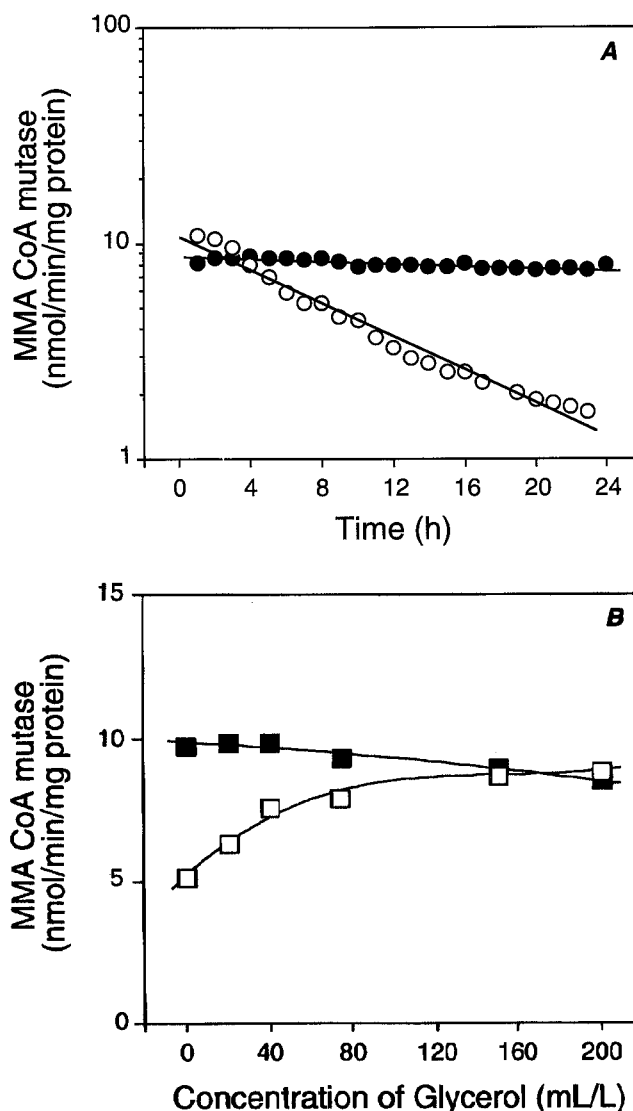 A
MMA CoA mutase
(nmol/min/mg protein)
100
10
1
0 4 8 12 16 20 24
Time (h)
B
MMA CoA mutase
(nmol/min/mg protein)
15
10
5
0
0 40 80 120 160 200
Concentration of Glycerol (mL/L)